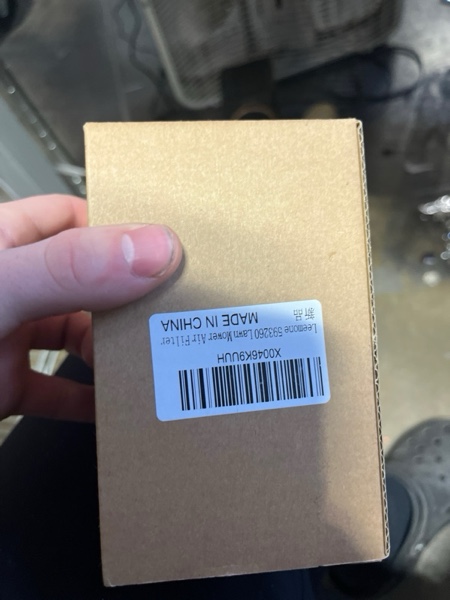 X0046K9UUH
Leemone 593260 Lawn Mower Air Filter
新品
MADE IN CHINA